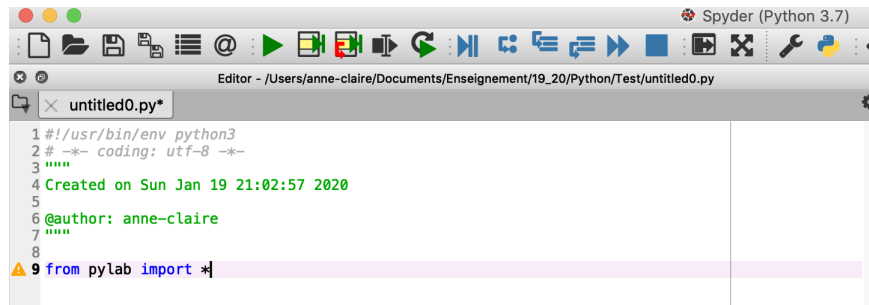 Spyder (Python 3.7)
Editor - /Users/anne-claire/Documents/Enseignement/19_20/Python/Test/untitled0.py
untitled0.py*
1 #!/usr/bin/env python3
2 # -*- coding: utf-8 -*-
3 """
4 Created on Sun Jan 19 21:02:57 2020
5
6 @author: anne-claire
7 """
8
9 from pylab import *